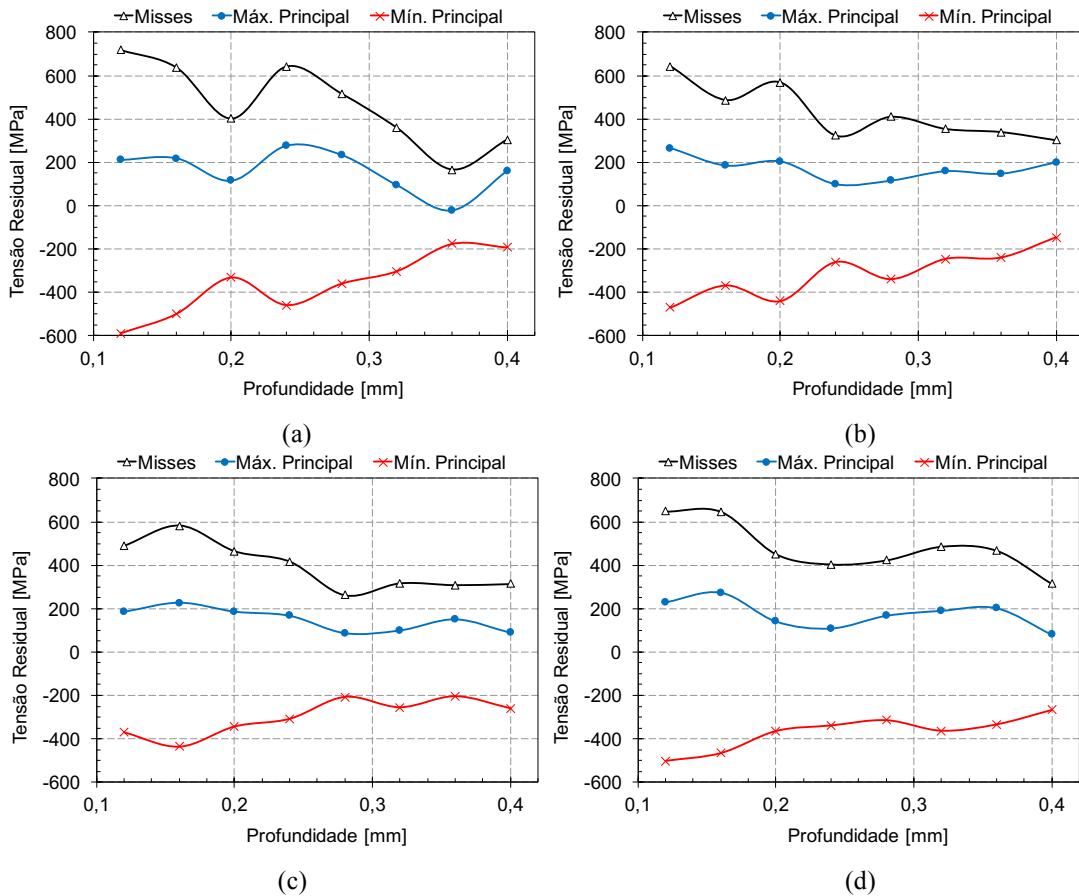 Misses Máx. Principal Mín. Principal
800
600
400
200
0
-200
-400
-600
0,1 0,2 0,3 0,4
Tensão Residual [MPa]
Profundidade [mm]
(a)
Misses Máx. Principal Mín. Principal
800
600
400
200
0
-200
-400
-600
0,1 0,2 0,3 0,4
Tensão Residual [MPa]
Profundidade [mm]
(b)
Misses Máx. Principal Mín. Principal
800
600
400
200
0
-200
-400
-600
0,1 0,2 0,3 0,4
Tensão Residual [MPa]
Profundidade [mm]
(c)
Misses Máx. Principal Mín. Principal
800
600
400
200
0
-200
-400
-600
0,1 0,2 0,3 0,4
Tensão Residual [MPa]
Profundidade [mm]
(d)